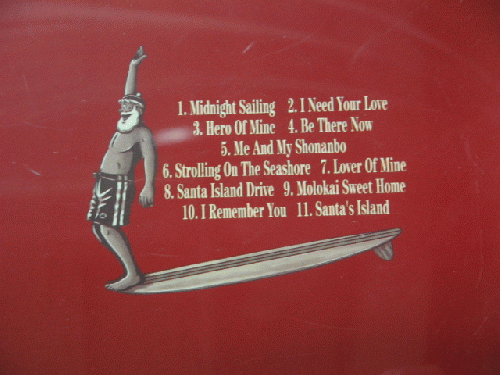 1. Midnight Sailing 2. I Need Your Love
3. Hero Of Mine 4. Be There Now
5. Me And My Shonanbo
6. Strolling On The Seashore 7. Lover Of Mine
8. Santa Island Drive 9. Molokai Sweet Home
10. I Remember You 11. Santa's Island